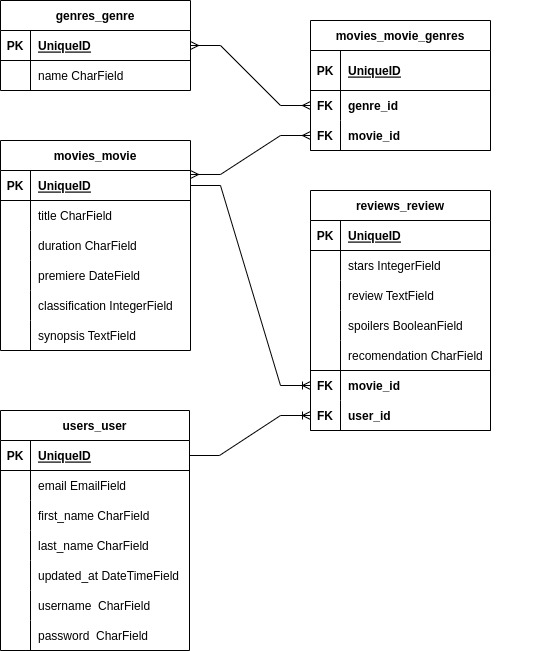 genres_genre
PK UniqueID
name CharField
movies_movie_genres
PK UniqueID
FK genre_id
FK movie_id
movies_movie
PK UniqueID
title CharField
duration CharField
premiere DateField
classification IntegerField
synopsis TextField
reviews_review
PK UniqueID
stars IntegerField
review TextField
spoilers BooleanField
recomendation CharField
FK movie_id
FK user_id
users_user
PK UniqueID
email EmailField
first_name CharField
last_name CharField
updated_at DateTimeField
username CharField
password CharField